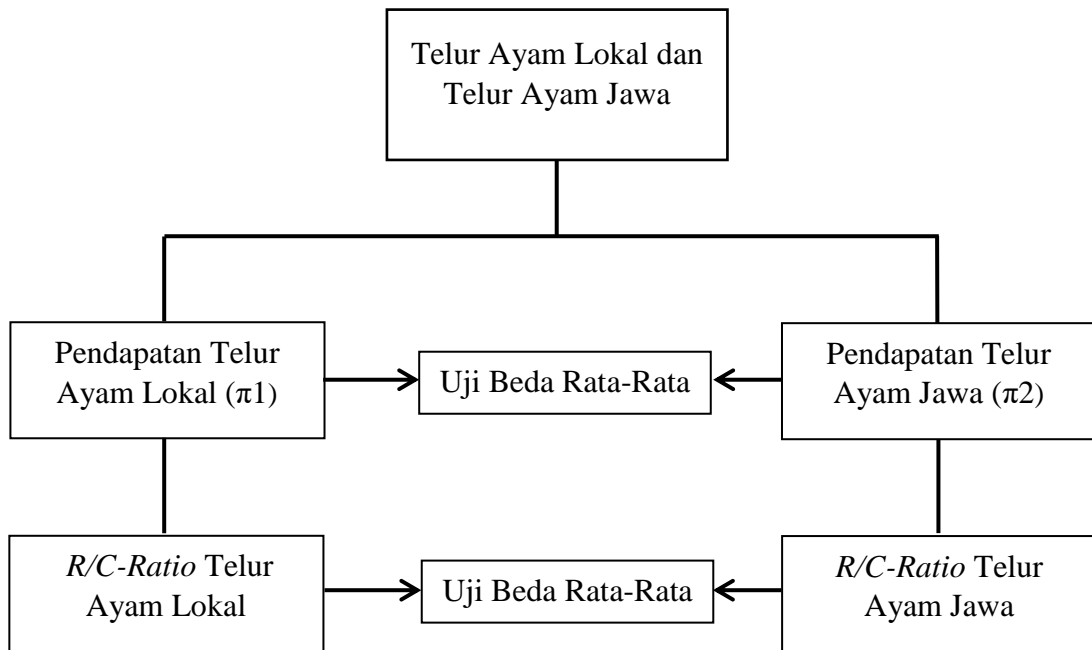 Telur Ayam Lokal dan
Telur Ayam Jawa
Pendapatan Telur
Ayam Lokal (π1)
Uji Beda Rata-Rata
Pendapatan Telur
Ayam Jawa (π2)
R/C-Ratio Telur
Ayam Lokal
Uji Beda Rata-Rata
R/C-Ratio Telur
Ayam Jawa